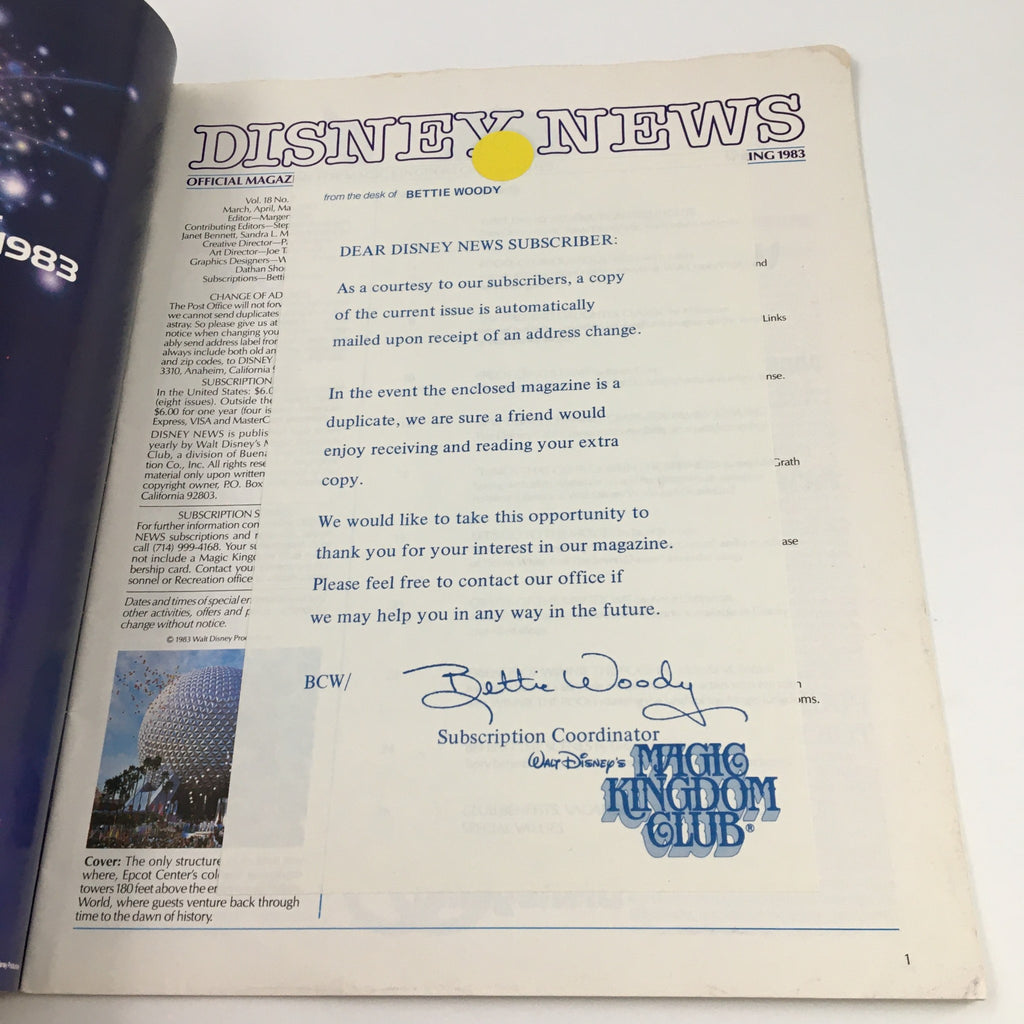 1983
DISNEY NEWS
OFFICIAL MAGAZ
ING 1983
Vol. 18 No.
March, April, Ma
Editor—Marger
Contributing Editors—Step
Janet Bennett, Sandra L. M
Creative Director—P.
Art Director—Joe T
Graphics Designers—W
Dathan Sho
Subscriptions—Betti
CHANGE OF AD
The Post Office will not forv
we cannot send duplicates
astray. So please give us at
notice when changing you
ably send address label fror
always include both old an
and zip codes, to DISNEY
3310, Anaheim, California
SUBSCRIPTION
In the United States: $6.0
(eight issues). Outside the
$6.00 for one year (four is
Express, VISA and MasterC
DISNEY NEWS is publis
yearly by Walt Disney's M
Club, a division of Buena
tion Co., Inc. All rights rese
material only upon written
copyright owner, P.O. Box
California 92803.
SUBSCRIPTION S
For further information con
NEWS subscriptions and r
call (714) 999-4168. Your su
not include a Magic Kingd
bership card. Contact you
sonnel or Recreation office
Dates and times of special er
other activities, offers and p
change without notice.
© 1983 Walt Disney Proc
Cover: The only structure
where, Epcot Center's col
towers 180 feet above the er
World, where guests venture back through
time to the dawn of history.
from the desk of BETTIE WOODY
DEAR DISNEY NEWS SUBSCRIBER:
As a courtesy to our subscribers, a copy
of the current issue is automatically
mailed upon receipt of an address change.
In the event the enclosed magazine is a
duplicate, we are sure a friend would
enjoy receiving and reading your extra
copy.
We would like to take this opportunity to
thank you for your interest in our magazine.
Please feel free to contact our office if
we may help you in any way in the future.
BCW/
Bettie Woody
Subscription Coordinator
WALT DISNEY'S MAGIC
KINGDOM
CLUB®
nd
Links
nse.
Grath
ase
n
ms.
1